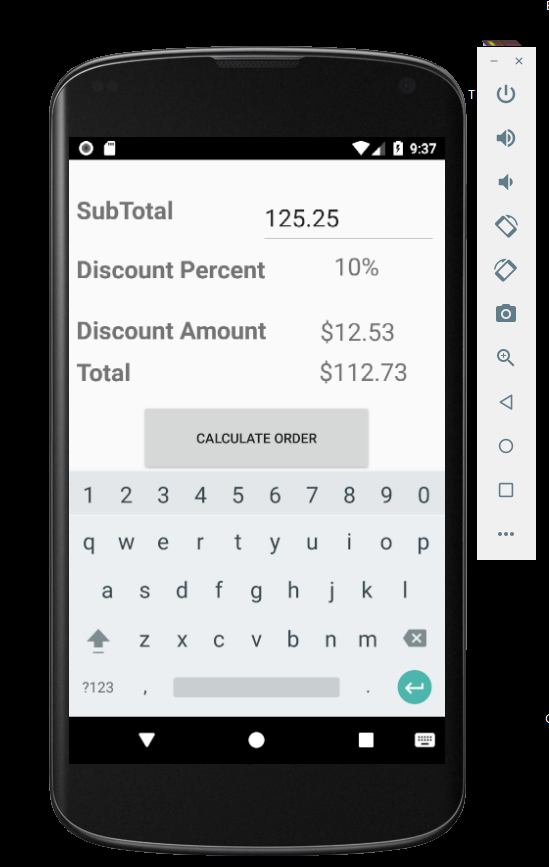 T
9:37
SubTotal
125.25
Discount Percent
10%
Discount Amount
$12.53
Total
$112.73
CALCULATE ORDER
1 2 3 4 5 6 7 8 9 0
q w e r t y u i o p
a s d f g h j k l
z x c v b n m
?123 , .